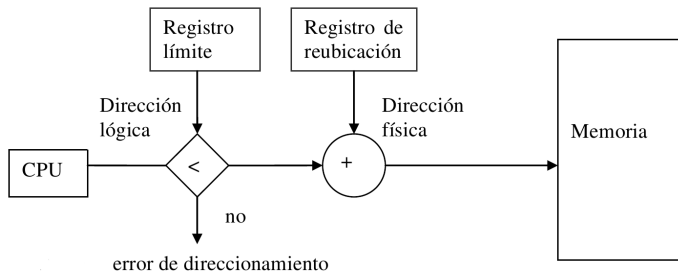 Registro
límite
Registro de
reubicación
Dirección
lógica
Dirección
física
CPU
<
+
Memoria
no
error de direccionamiento